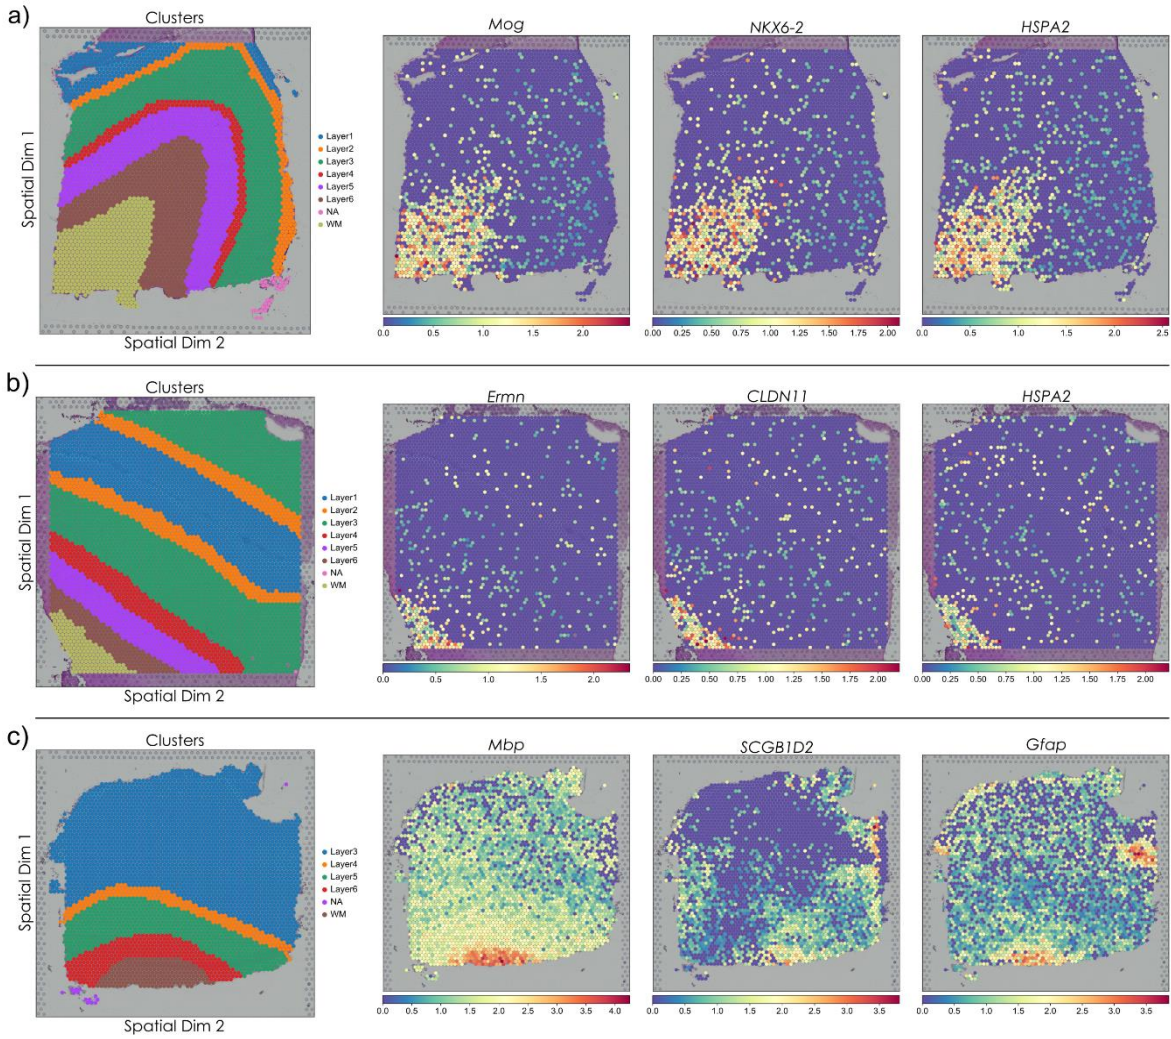 a)
Clusters
Mog
NKX6-2
HSPA2
Spatial Dim 1
Layer1
Layer2
Layer3
Layer4
Layer5
Layer6
NA
WM
Spatial Dim 2
0.0 0.5 1.0 1.5 2.0
0.00 0.25 0.50 0.75 1.00 1.25 1.50 1.75 2.00
0.0 0.5 1.0 1.5 2.0 2.5
b)
Clusters
Ermn
CLDN11
HSPA2
Spatial Dim 1
Layer1
Layer2
Layer3
Layer4
Layer5
Layer6
NA
WM
Spatial Dim 2
0.0 0.5 1.0 1.5 2.0
0.00 0.25 0.50 0.75 1.00 1.25 1.50 1.75 2.00
0.00 0.25 0.50 0.75 1.00 1.25 1.50 1.75 2.00
c)
Clusters
Mbp
SCGB1D2
Gfap
Spatial Dim 1
Layer3
Layer4
Layer5
Layer6
NA
WM
Spatial Dim 2
0.0 0.5 1.0 1.5 2.0 2.5 3.0 3.5 4.0
0.0 0.5 1.0 1.5 2.0 2.5 3.0 3.5
0.0 0.5 1.0 1.5 2.0 2.5 3.0 3.5